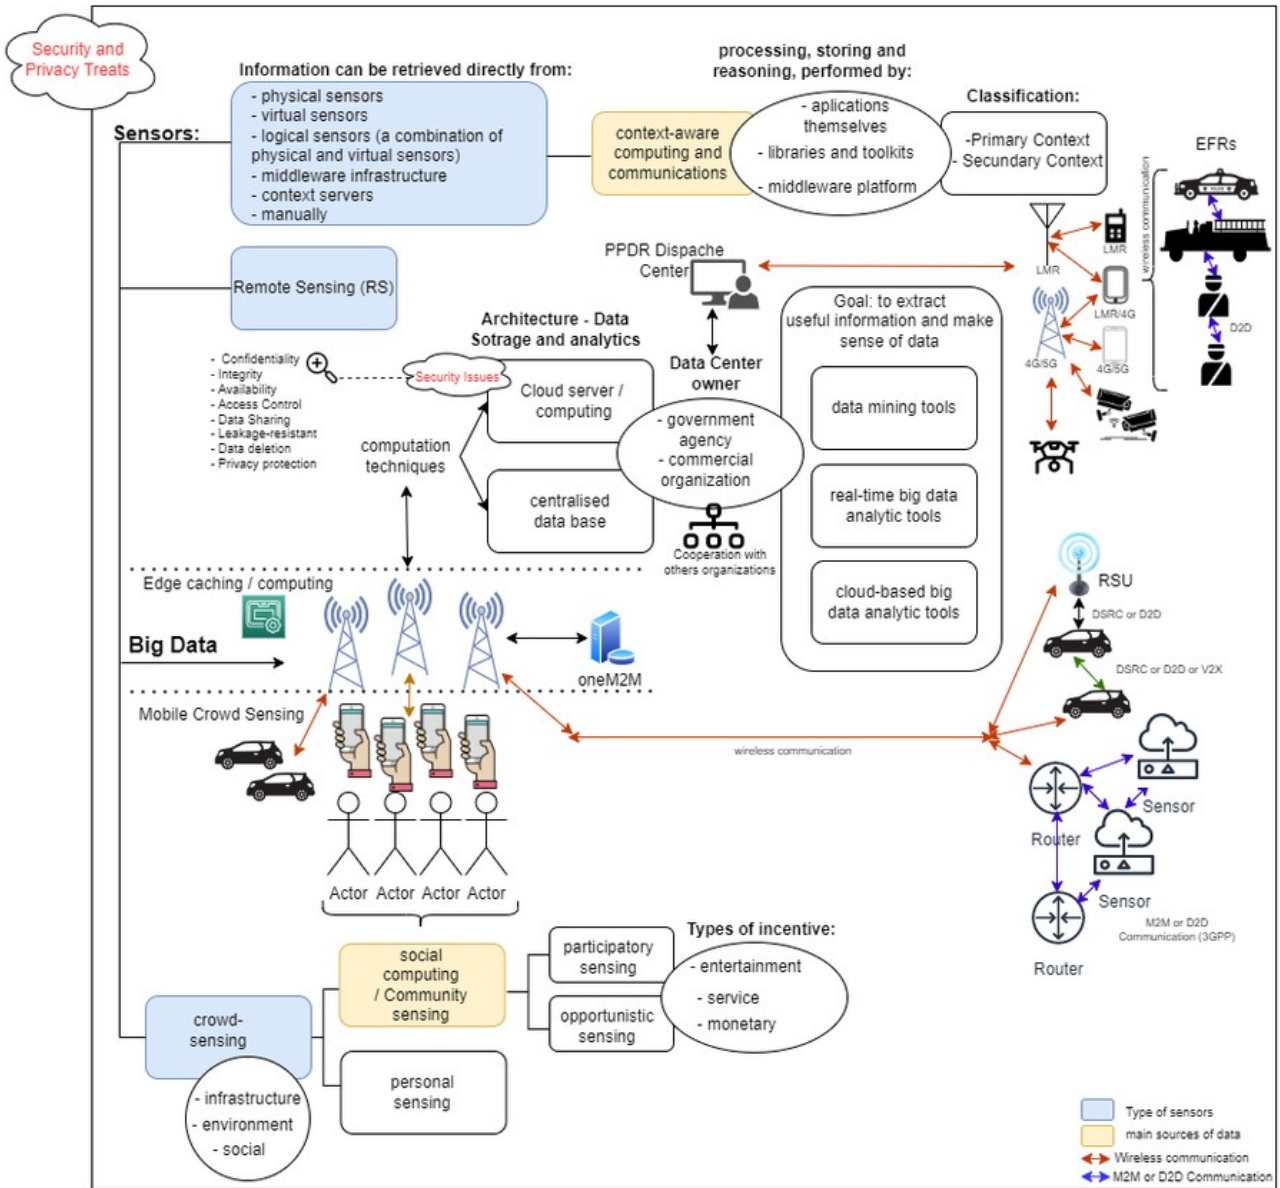 Security and
Privacy Treats
Information can be retrieved directly from:
- physical sensors
- virtual sensors
- logical sensors (a combination of
physical and virtual sensors)
- middleware infrastructure
- context servers
- manually
Sensors:
context-aware
computing and
communications
processing, storing and
reasoning, performed by:
- aplications
themselves
- libraries and toolkits
- middleware platform
Classification:
-Primary Context
- Secundary Context
EFRs
wireless communication
LMR
LMR
LMR/4G
4G/5G
4G/5G
D2D
Remote Sensing (RS)
PPDR Dispache
Center
Architecture - Data
Sotrage and analytics
- Confidentiality
- Integrity
- Availability
- Access Control
- Data Sharing
- Leakage-resistant
- Data deletion
- Privacy protection
Security Issues
Cloud server /
computing
computation
techniques
centralised
data base
Data Center
owner
- government
agency
- commercial
organization
Cooperation with
others organizations
Goal: to extract
useful information and make
sense of data
data mining tools
real-time big data
analytic tools
cloud-based big
data analytic tools
Edge caching / computing
Big Data
oneM2M
RSU
DSRC or D2D
DSRC or D2D or V2X
Mobile Crowd Sensing
wireless communication
Sensor
Router
Sensor
M2M or D2D
Communication (3GPP)
Router
Actor Actor Actor Actor
social
computing
/ Community
sensing
participatory
sensing
opportunistic
sensing
Types of incentive:
- entertainment
- service
- monetary
crowd-
sensing
- infrastructure
- environment
- social
personal
sensing
Type of sensors
main sources of data
Wireless communication
M2M or D2D Communication